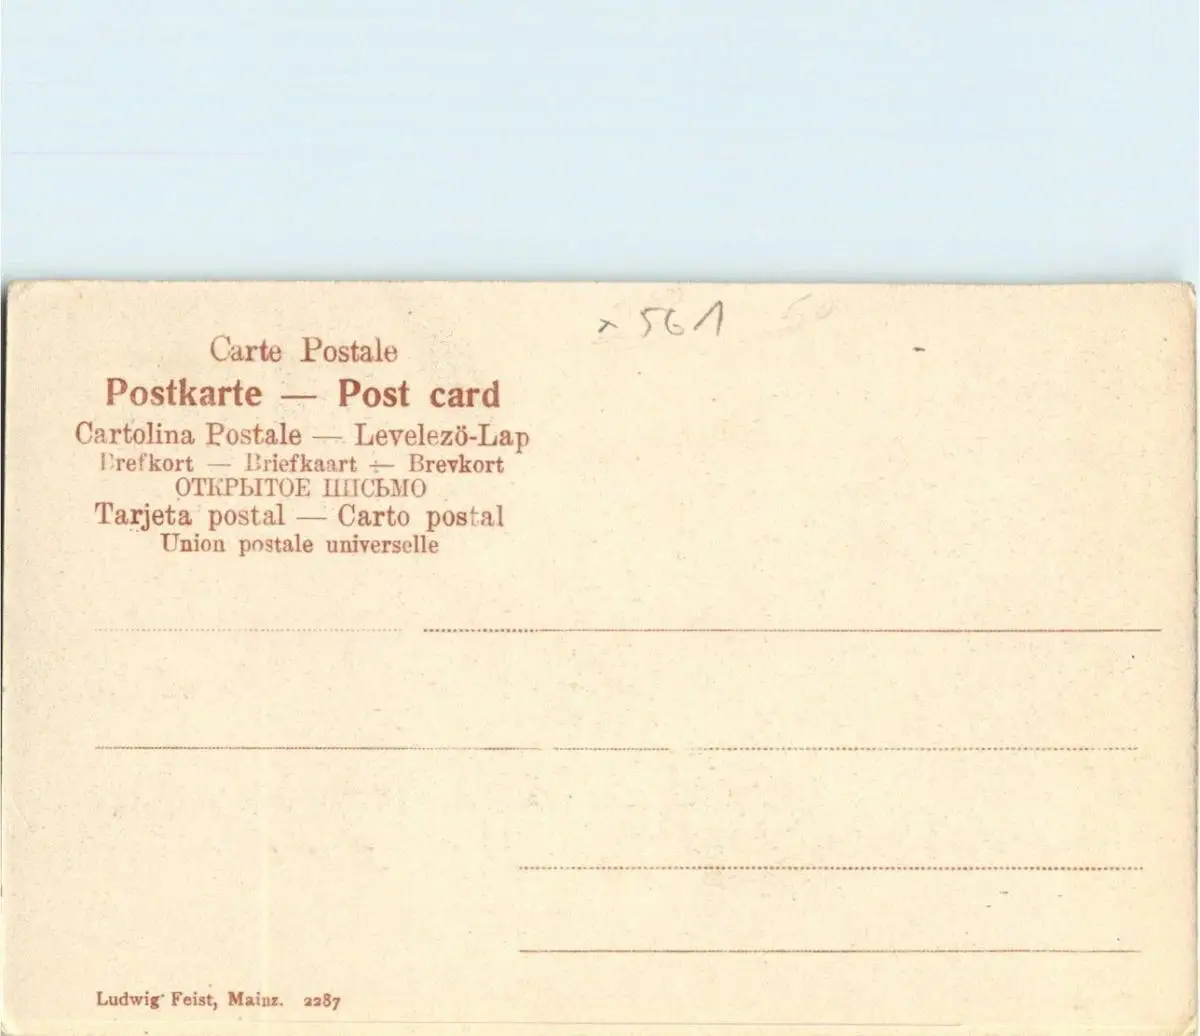 × 561 50
Carte Postale
Postkarte — Post card
Cartolina Postale — Levelezö-Lap
Brefkort — Briefkaart — Brevkort
ОТКРЫТОЕ ПИСЬМО
Tarjeta postal — Carto postal
Union postale universelle
Ludwig Feist, Mainz. 2287